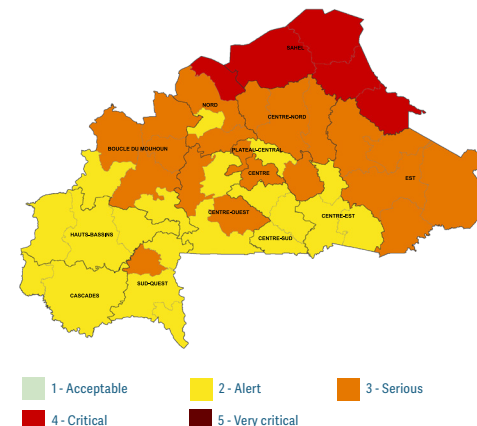 SAHEL
NORD
CENTRE-NORD
BOUCLE DU MOUHOUN
PLATEAU-CENTRAL
CENTRE
EST
CENTRE-OUEST
CENTRE-EST
HAUTS-BASSINS
CENTRE-SUD
SUD-OUEST
CASCADES
1 - Acceptable
2 - Alert
3 - Serious
4 - Critical
5 - Very critical